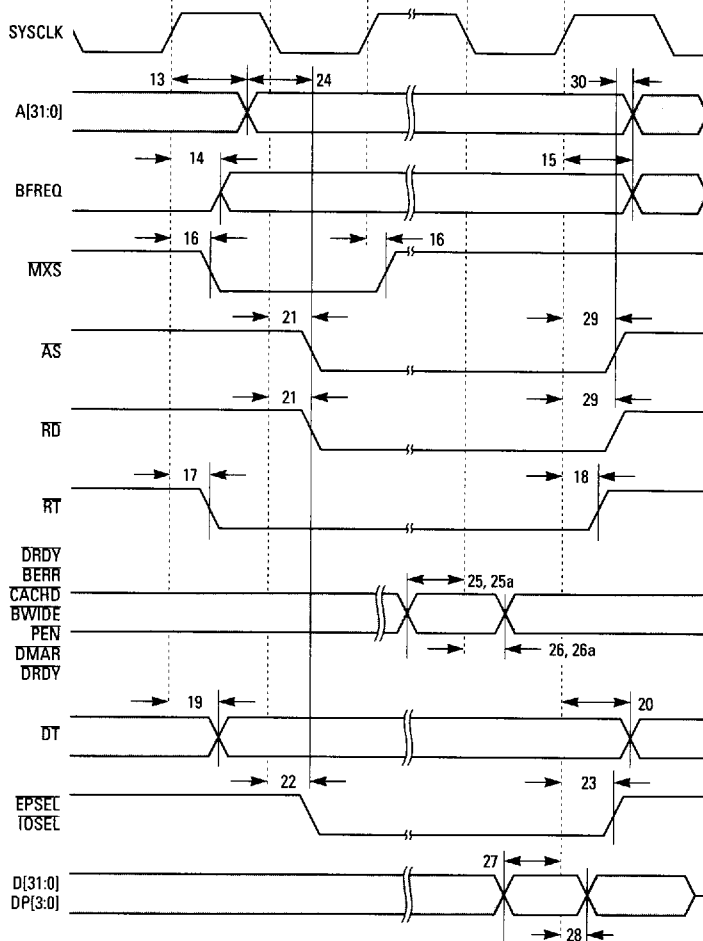 SYSCLK
13 24 30
A[31:0]
14 15
BFREQ
16 16
MXS
21 29
AS
21 29
RD
17 18
RT
DRDY
BERR
CACHD
BWIDE
PEN
DMAR
DRDY
25, 25a
26, 26a
19 20
DT
22 23
EPSEL
IOSEL
27
D[31:0]
DP[3:0]
28